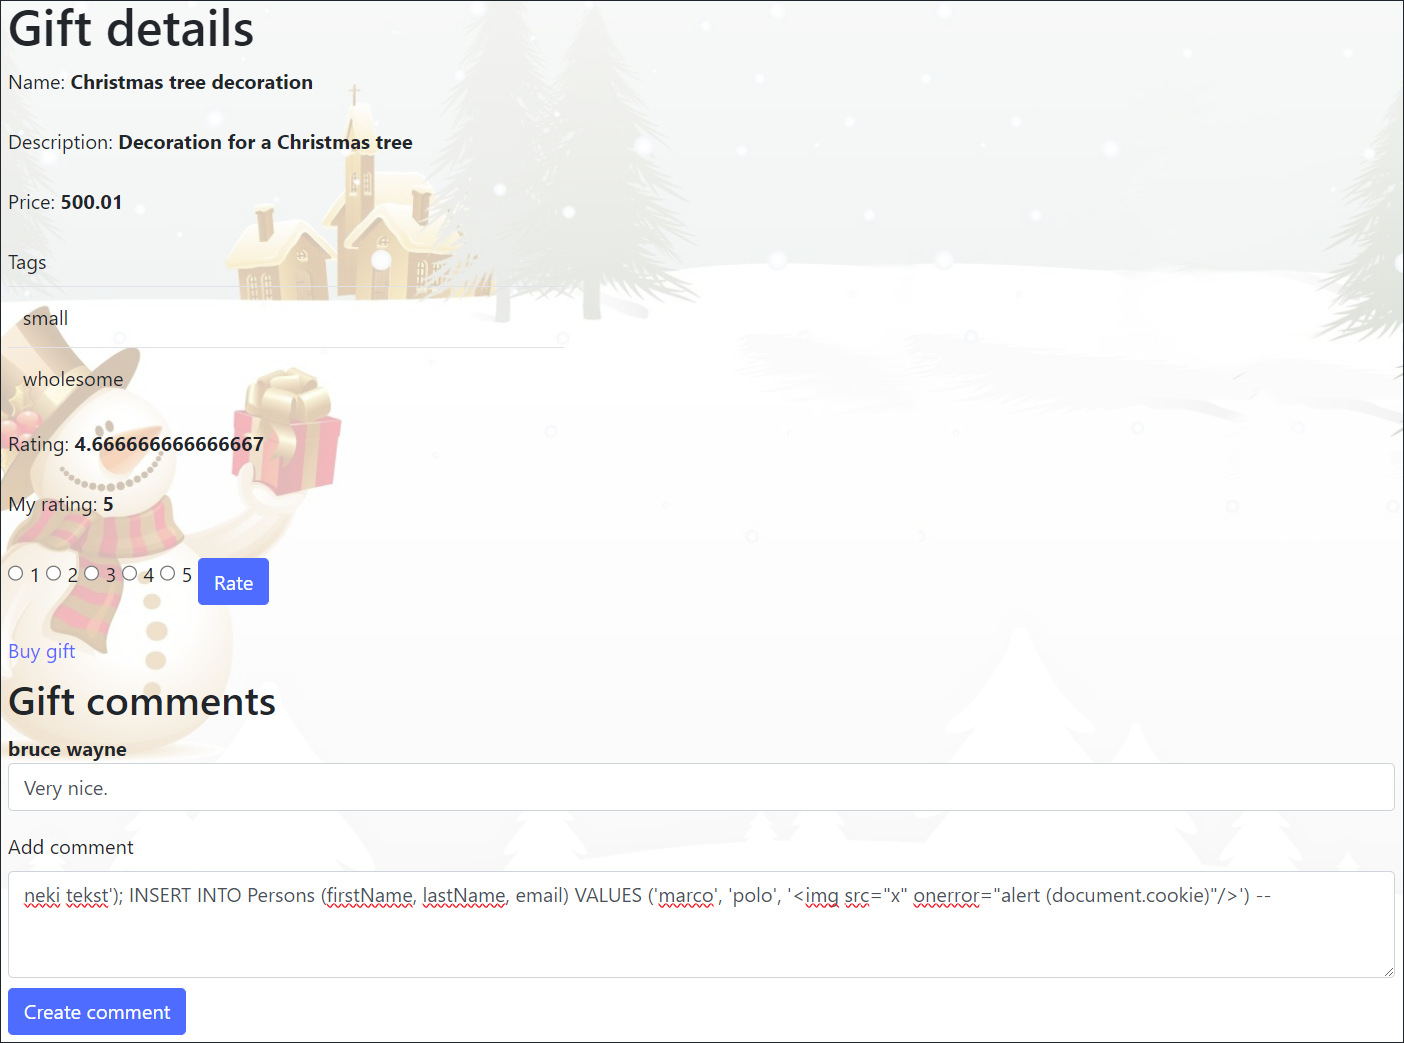 Gift details
Name: Christmas tree decoration
Description: Decoration for a Christmas tree
Price: 500.01
Tags
small
wholesome
Rating: 4.666666666666667
My rating: 5
1 2 3 4 5 Rate
Buy gift
Gift comments
bruce wayne
Very nice.
Add comment
neki tekst'); INSERT INTO Persons (firstName, lastName, email) VALUES ('marco', 'polo', '<img src="x" onerror="alert (document.cookie)"/>') --
Create comment